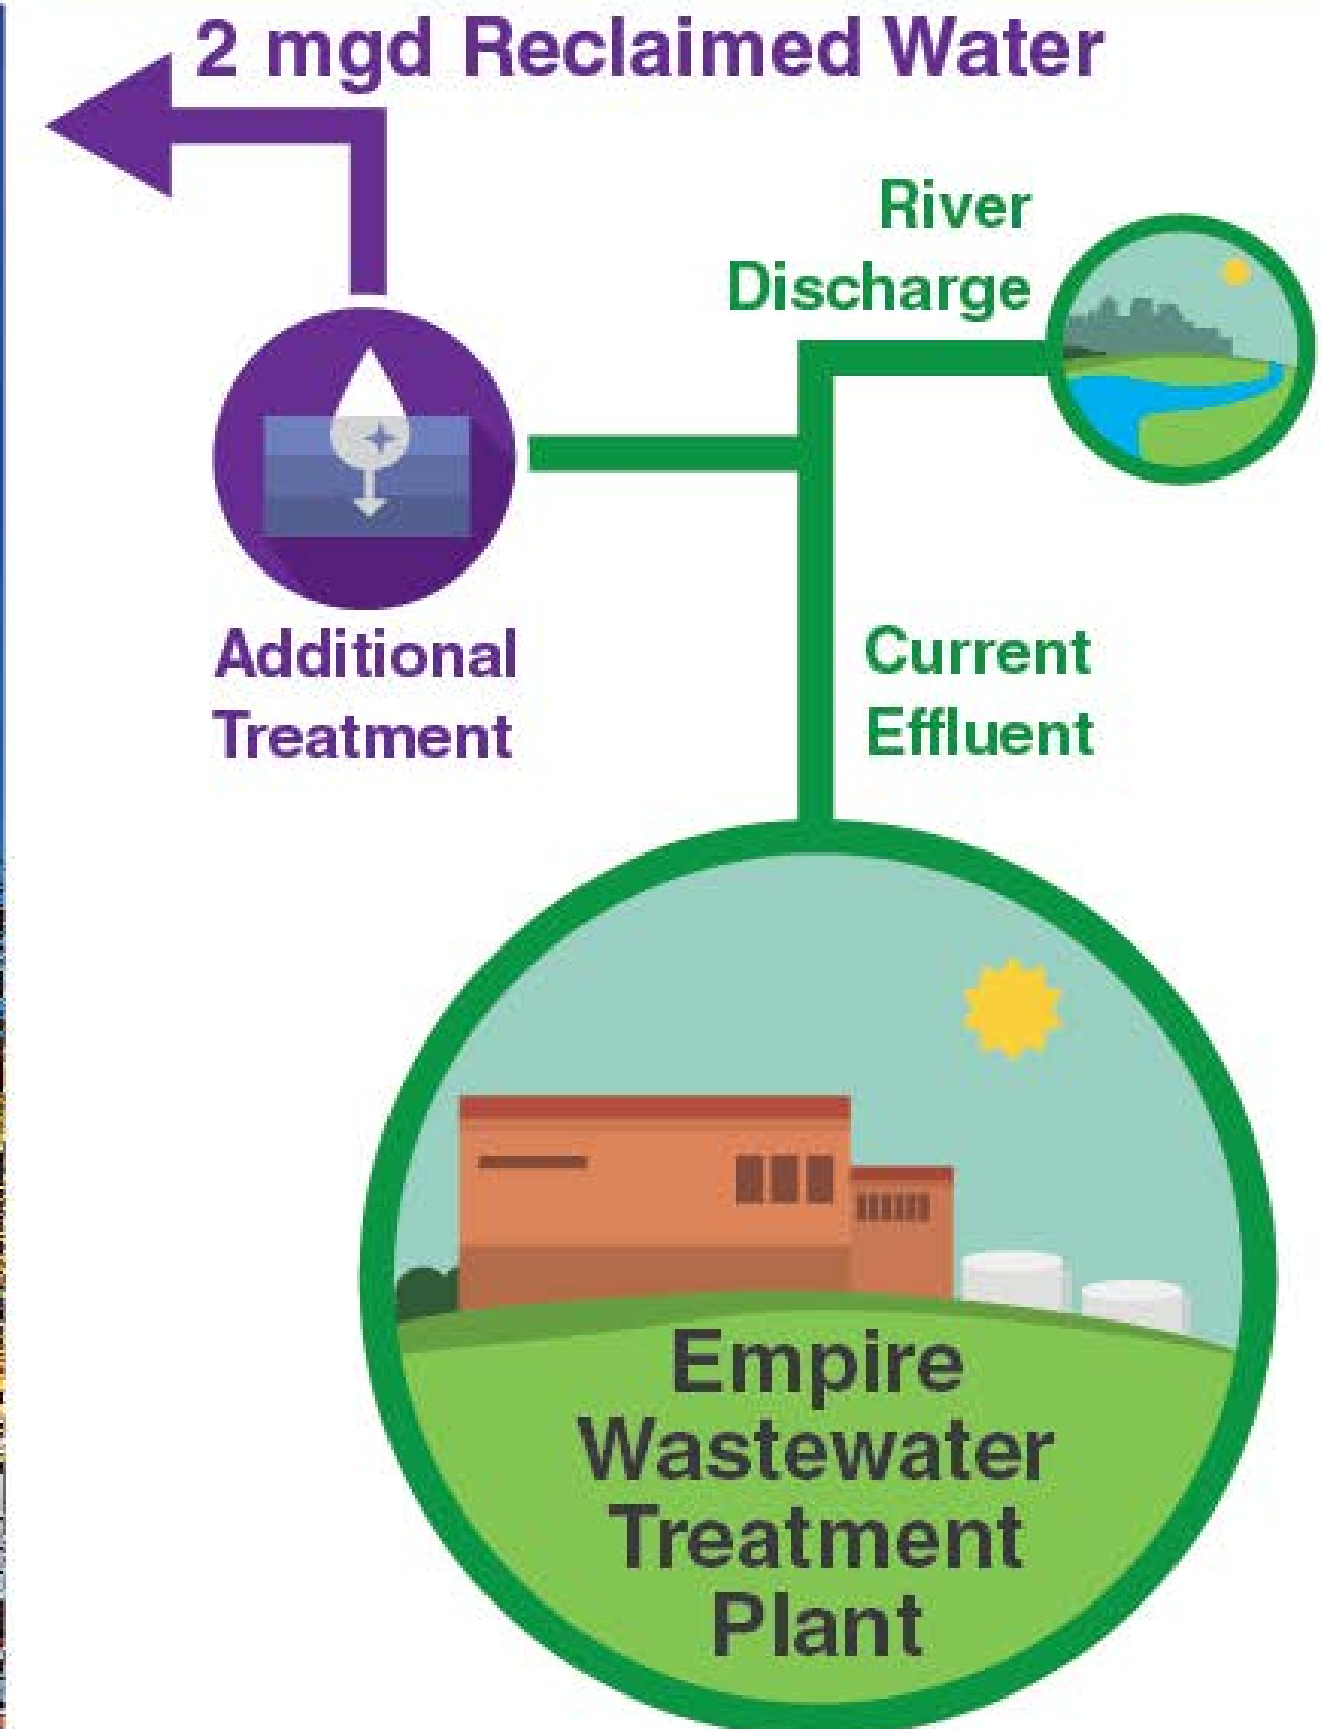 2 mgd Reclaimed Water
River
Discharge
Additional
Treatment
Current
Effluent
Empire
Wastewater
Treatment
Plant